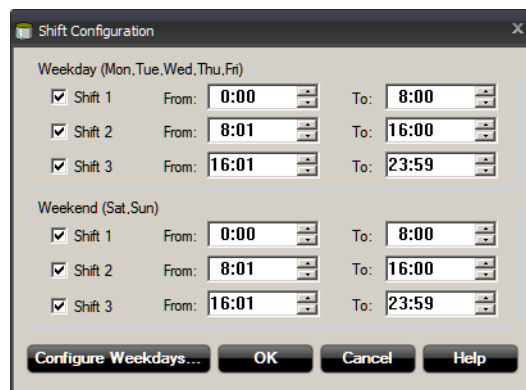 Shift Configuration x
Weekday (Mon,Tue,Wed,Thu,Fri)
Shift 1 From: 0:00 To: 8:00
Shift 2 From: 8:01 To: 16:00
Shift 3 From: 16:01 To: 23:59
Weekend (Sat,Sun)
Shift 1 From: 0:00 To: 8:00
Shift 2 From: 8:01 To: 16:00
Shift 3 From: 16:01 To: 23:59
Configure Weekdays... OK Cancel Help